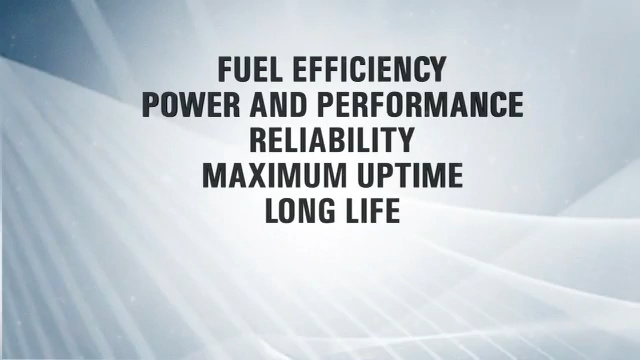 FUEL EFFICIENCY
POWER AND PERFORMANCE
RELIABILITY
MAXIMUM UPTIME
LONG LIFE